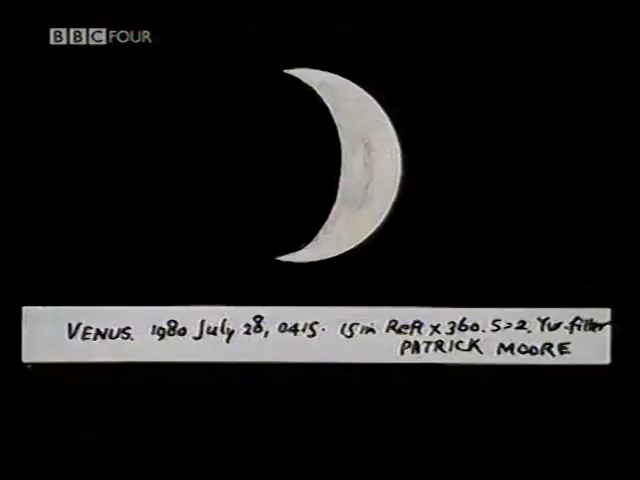 BBC FOUR
VENUS. 1980 July 28, 0415. 15in Refl x 360. S=2. Yw. filter
PATRICK MOORE